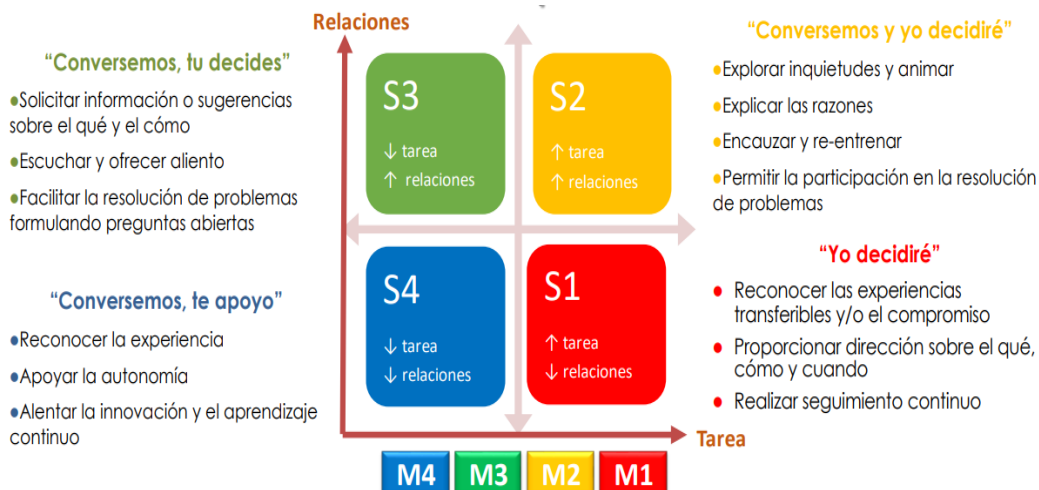 Relaciones
“Conversemos, tu decides”
●Solicitar información o sugerencias
sobre el qué y el cómo
●Escuchar y ofrecer aliento
●Facilitar la resolución de problemas
formulando preguntas abiertas
“Conversemos, te apoyo”
●Reconocer la experiencia
●Apoyar la autonomía
●Alentar la innovación y el aprendizaje
continuo
S3
↓ tarea
↑ relaciones
S2
↑ tarea
↑ relaciones
S4
↓ tarea
↓ relaciones
S1
↑ tarea
↓ relaciones
“Conversemos y yo decidiré”
●Explorar inquietudes y animar
●Explicar las razones
●Encauzar y re-entrenar
●Permitir la participación en la resolución
de problemas
“Yo decidiré”
● Reconocer las experiencias
transferibles y/o el compromiso
● Proporcionar dirección sobre el qué,
cómo y cuando
● Realizar seguimiento continuo
Tarea
M4 M3 M2 M1